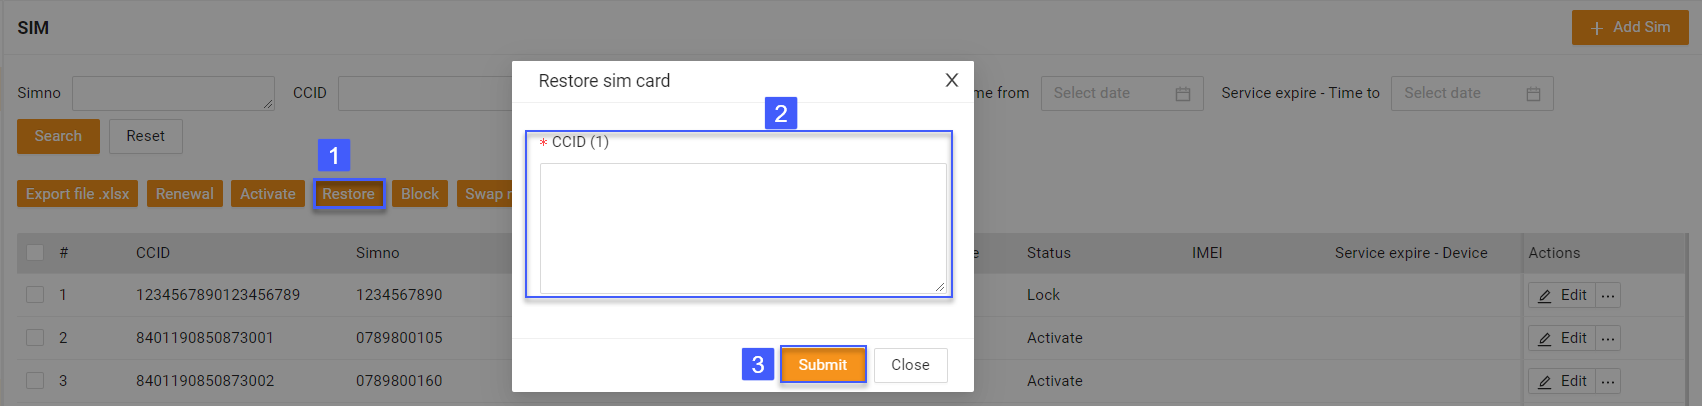 SIM
+ Add Sim
Restore sim card
X
Simno
CCID
me from
Select date
Service expire - Time to
Select date
2
Search
Reset
* CCID (1)
1
Export file .xlsx
Renewal
Activate
Restore
Block
Swap
#
CCID
Simno
Status
IMEI
Service expire - Device
Actions
1
1234567890123456789
1234567890
Lock
Edit
...
2
8401190850873001
0789800105
Activate
Edit
...
3
Submit
Close
3
8401190850873002
0789800160
Activate
Edit
...